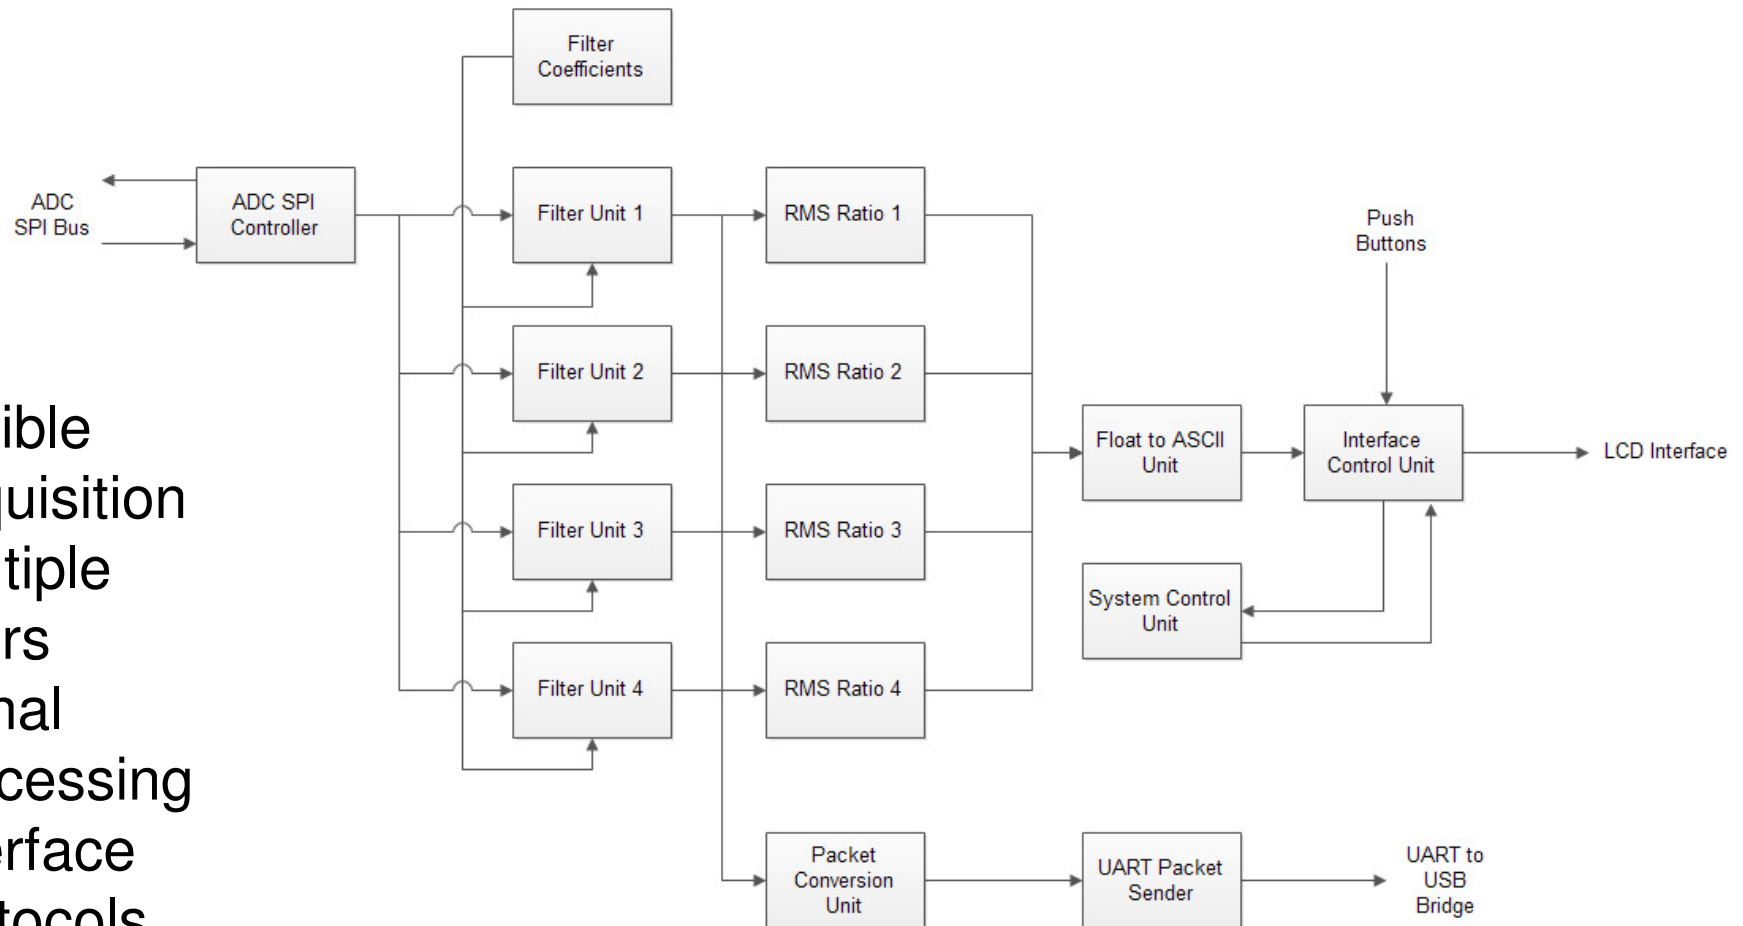 Filter
Coefficients
ADC
SPI Bus
ADC SPI
Controller
Filter Unit 1
RMS Ratio 1
Push
Buttons
Filter Unit 2
RMS Ratio 2
Float to ASCII
Unit
Interface
Control Unit
LCD Interface
Filter Unit 3
RMS Ratio 3
System Control
Unit
Filter Unit 4
RMS Ratio 4
Packet
Conversion
Unit
UART Packet
Sender
UART to
USB
Bridge
ible
uisition
tiple
rs
nal
cessing
rface
tocols